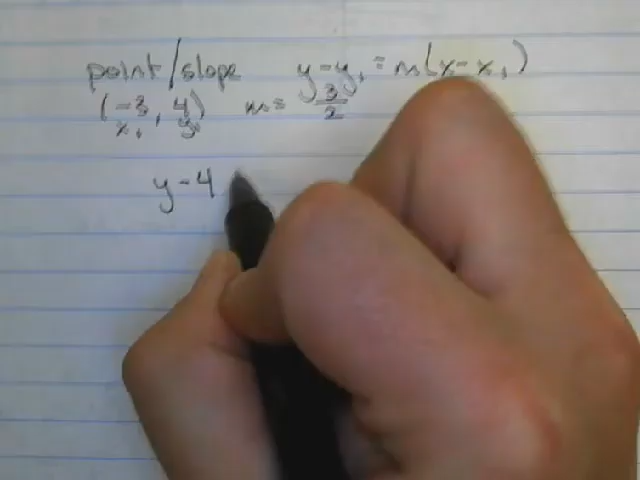 point/slope y-y₁ = m(x-x₁)
(-3, 4) m = 3/2
x₁ y₁
y-4